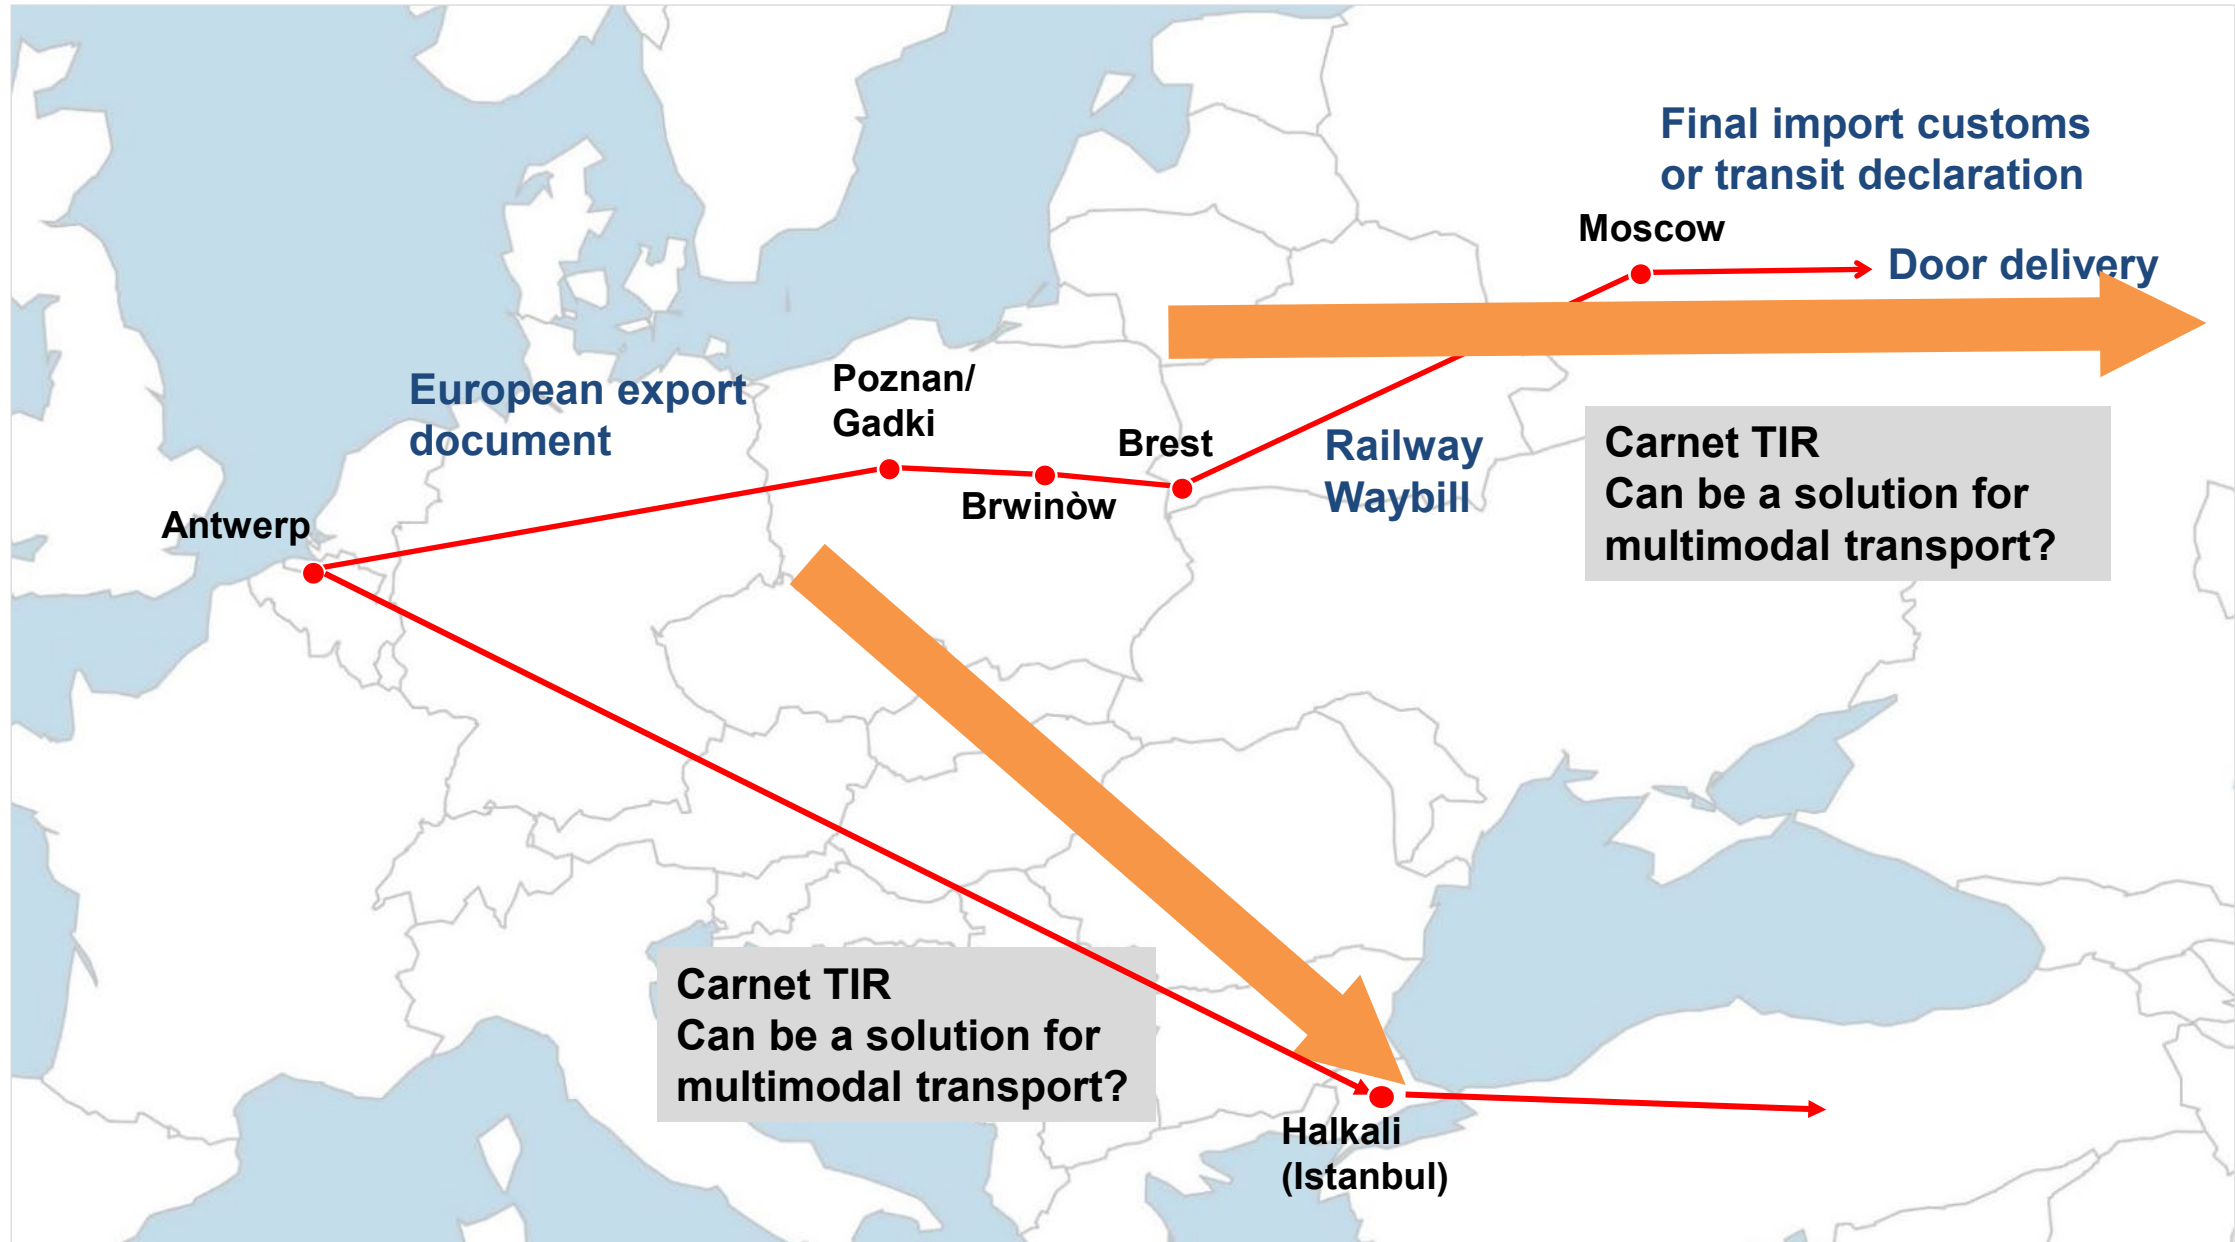 Final import customs
or transit declaration
Moscow
Door delivery
European export
document
Poznan/
Gadki
Brest
Brwinòw
Railway
Waybill
Carnet TIR
Can be a solution for
multimodal transport?
Antwerp
Carnet TIR
Can be a solution for
multimodal transport?
Halkali
(Istanbul)